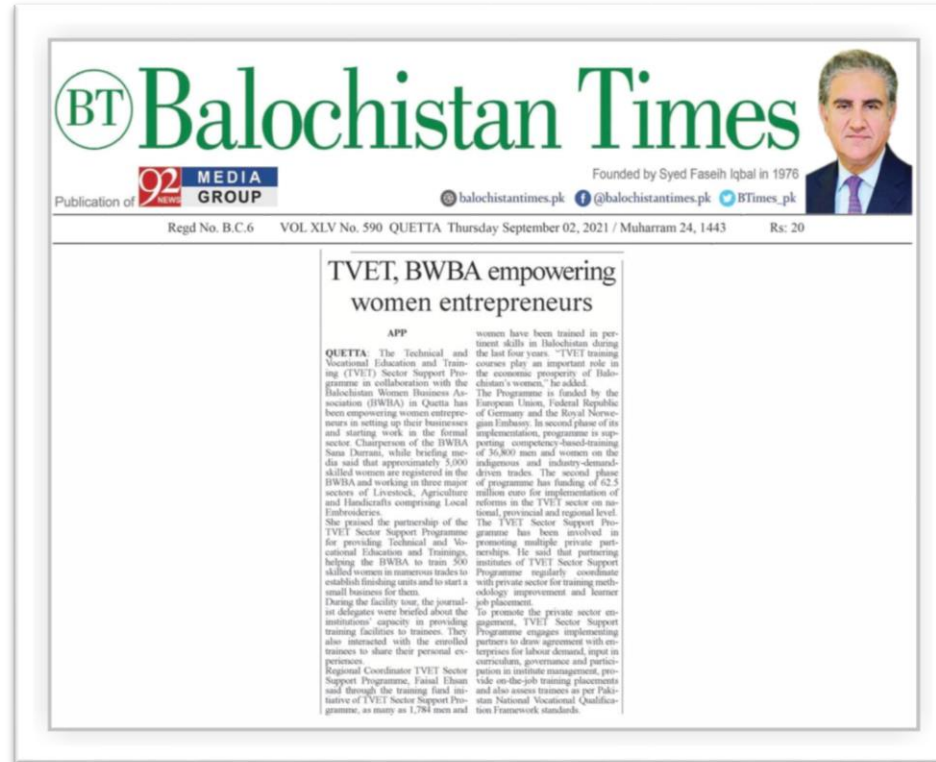 BT Balochistan Times
Founded by Syed Faseih Iqbal in 1976
Publication of 92 NEWS MEDIA GROUP
balochistantimes.pk @balochistantimes.pk BTimes_pk
Regd No. B.C.6 VOL XLV No. 590 QUETTA Thursday September 02, 2021 / Muharram 24, 1443 Rs: 20
TVET, BWBA empowering
women entrepreneurs
APP
QUETTA: The Technical and
Vocational Education and Train-
ing (TVET) Sector Support Pro-
gramme in collaboration with the
Balochistan Women Business As-
sociation (BWBA) in Quetta has
been empowering women entrepre-
neurs in setting up their businesses
and starting work in the formal
sector. Chairperson of the BWBA
Sana Durrani, while briefing me-
dia said that approximately 5,000
skilled women are registered in the
BWBA and working in three major
sectors of Livestock, Agriculture
and Handicrafts comprising Local
Embroideries.
She praised the partnership of the
TVET Sector Support Programme
for providing Technical and Vo-
cational Education and Trainings,
helping the BWBA to train 500
skilled women in numerous trades to
establish finishing units and to start a
small business for them.
During the facility tour, the journal-
ist delegates were briefed about the
institutions' capacity in providing
training facilities to trainees. They
also interacted with the enrolled
trainees to share their personal ex-
periences.
Regional Coordinator TVET Sector
Support Programme, Faisal Ehsan
said through the training fund ini-
tiative of TVET Sector Support Pro-
gramme, as many as 1,784 men and
women have been trained in per-
tinent skills in Balochistan during
the last four years. "TVET training
courses play an important role in
the economic prosperity of Balo-
chistan's women," he added.
The Programme is funded by the
European Union, Federal Republic
of Germany and the Royal Norwe-
gian Embassy. In second phase of its
implementation, programme is sup-
porting competency-based-training
of 36,800 men and women on the
indigenous and industry-demand-
driven trades. The second phase
of programme has funding of 62.5
million euro for implementation of
reforms in the TVET sector on na-
tional, provincial and regional level.
The TVET Sector Support Pro-
gramme has been involved in
promoting multiple private part-
nerships. He said that partnering
institutes of TVET Sector Support
Programme regularly coordinate
with private sector for training meth-
odology improvement and learner
job placement.
To promote the private sector en-
gagement, TVET Sector Support
Programme engages implementing
partners to draw agreement with en-
terprises for labour demand, input in
curriculum, governance and partici-
pation in institute management, pro-
vide on-the-job training placements
and also assess trainees as per Paki-
stan National Vocational Qualifica-
tion Framework standards.